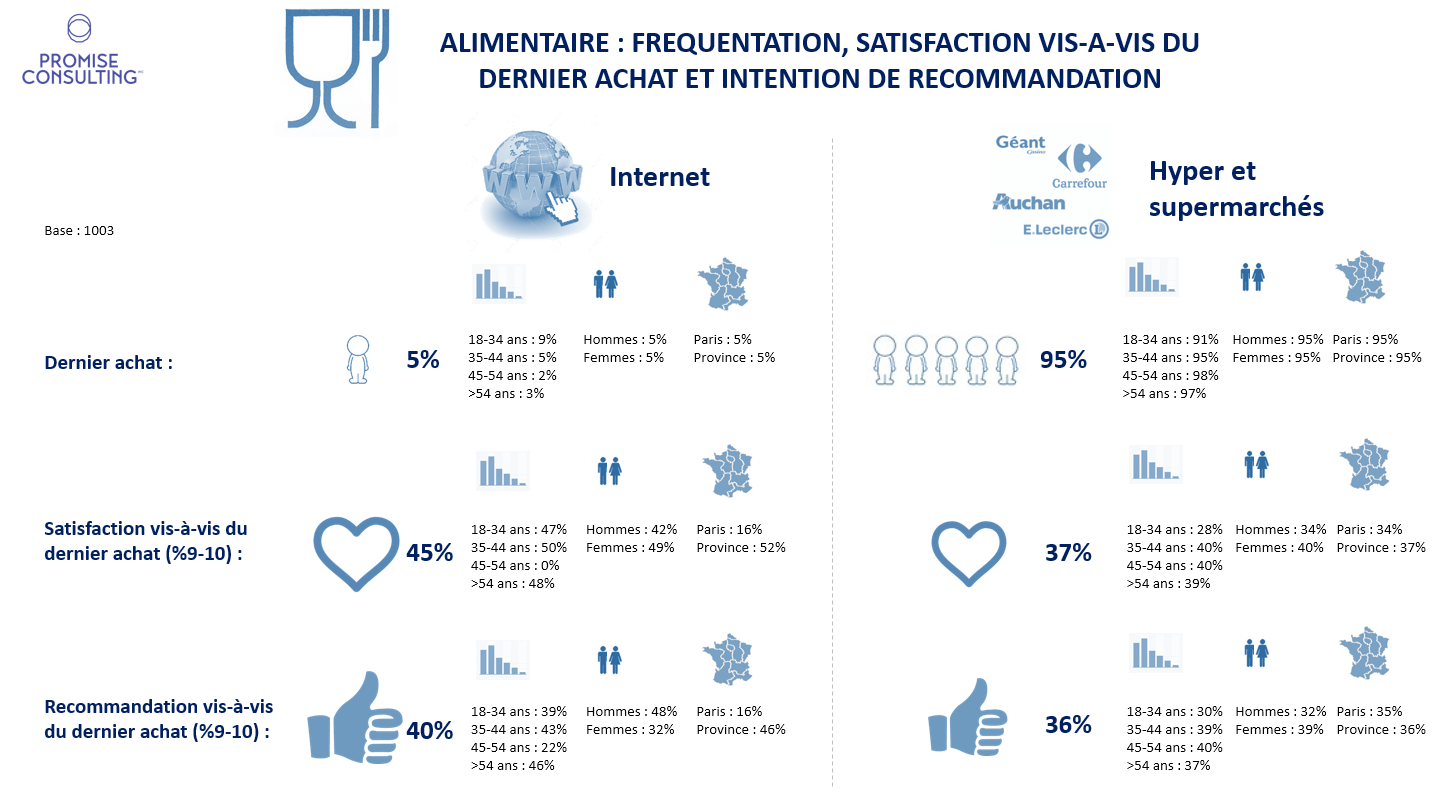 PROMISE
CONSULTING
ALIMENTAIRE : FREQUENTATION, SATISFACTION VIS-A-VIS DU
DERNIER ACHAT ET INTENTION DE RECOMMANDATION
WWW
Internet
Géant
Casino
Carrefour
Auchan
E.Leclerc L
Hyper et
supermarchés
Base : 1003
Dernier achat :
5%
18-34 ans : 9%
35-44 ans : 5%
45-54 ans : 2%
>54 ans : 3%
Hommes : 5%
Femmes : 5%
Paris : 5%
Province : 5%
95%
18-34 ans : 91%
35-44 ans : 95%
45-54 ans : 98%
>54 ans : 97%
Hommes : 95%
Femmes : 95%
Paris : 95%
Province : 95%
Satisfaction vis-à-vis du
dernier achat (%9-10) :
45%
18-34 ans : 47%
35-44 ans : 50%
45-54 ans : 0%
>54 ans : 48%
Hommes : 42%
Femmes : 49%
Paris : 16%
Province : 52%
37%
18-34 ans : 28%
35-44 ans : 40%
45-54 ans : 40%
>54 ans : 39%
Hommes : 34%
Femmes : 40%
Paris : 34%
Province : 37%
Recommandation vis-à-vis
du dernier achat (%9-10) :
40%
18-34 ans : 39%
35-44 ans : 43%
45-54 ans : 22%
>54 ans : 46%
Hommes : 48%
Femmes : 32%
Paris : 16%
Province : 46%
36%
18-34 ans : 30%
35-44 ans : 39%
45-54 ans : 40%
>54 ans : 37%
Hommes : 32%
Femmes : 39%
Paris : 35%
Province : 36%